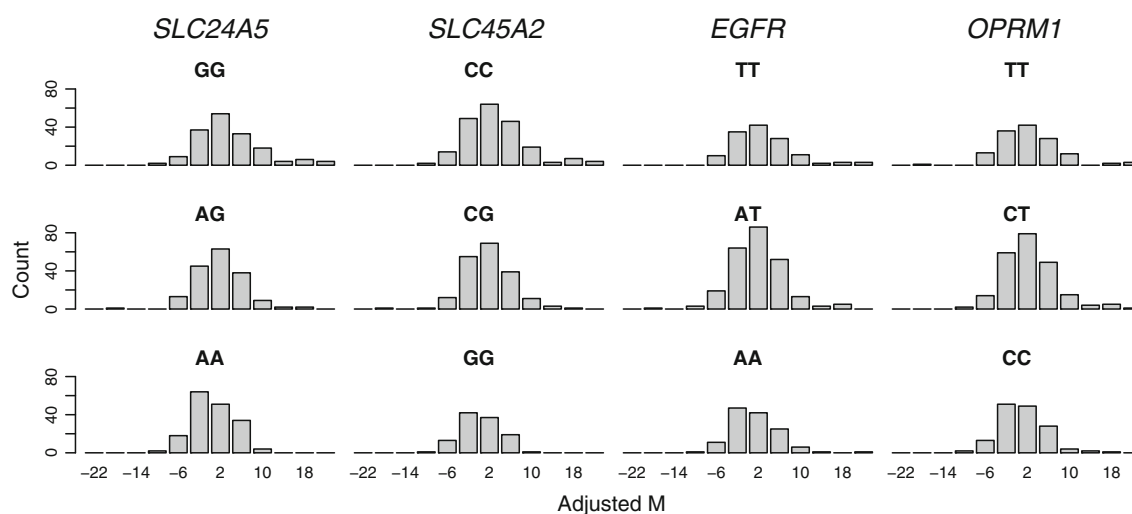 SLC24A5 SLC45A2 EGFR OPRM1
GG CC TT TT
80
40
0
AG CG AT CT
80
40
0
Count
AA GG AA CC
80
40
0
−22 −14 −6 2 10 18 −22 −14 −6 2 10 18 −22 −14 −6 2 10 18 −22 −14 −6 2 10 18
Adjusted M